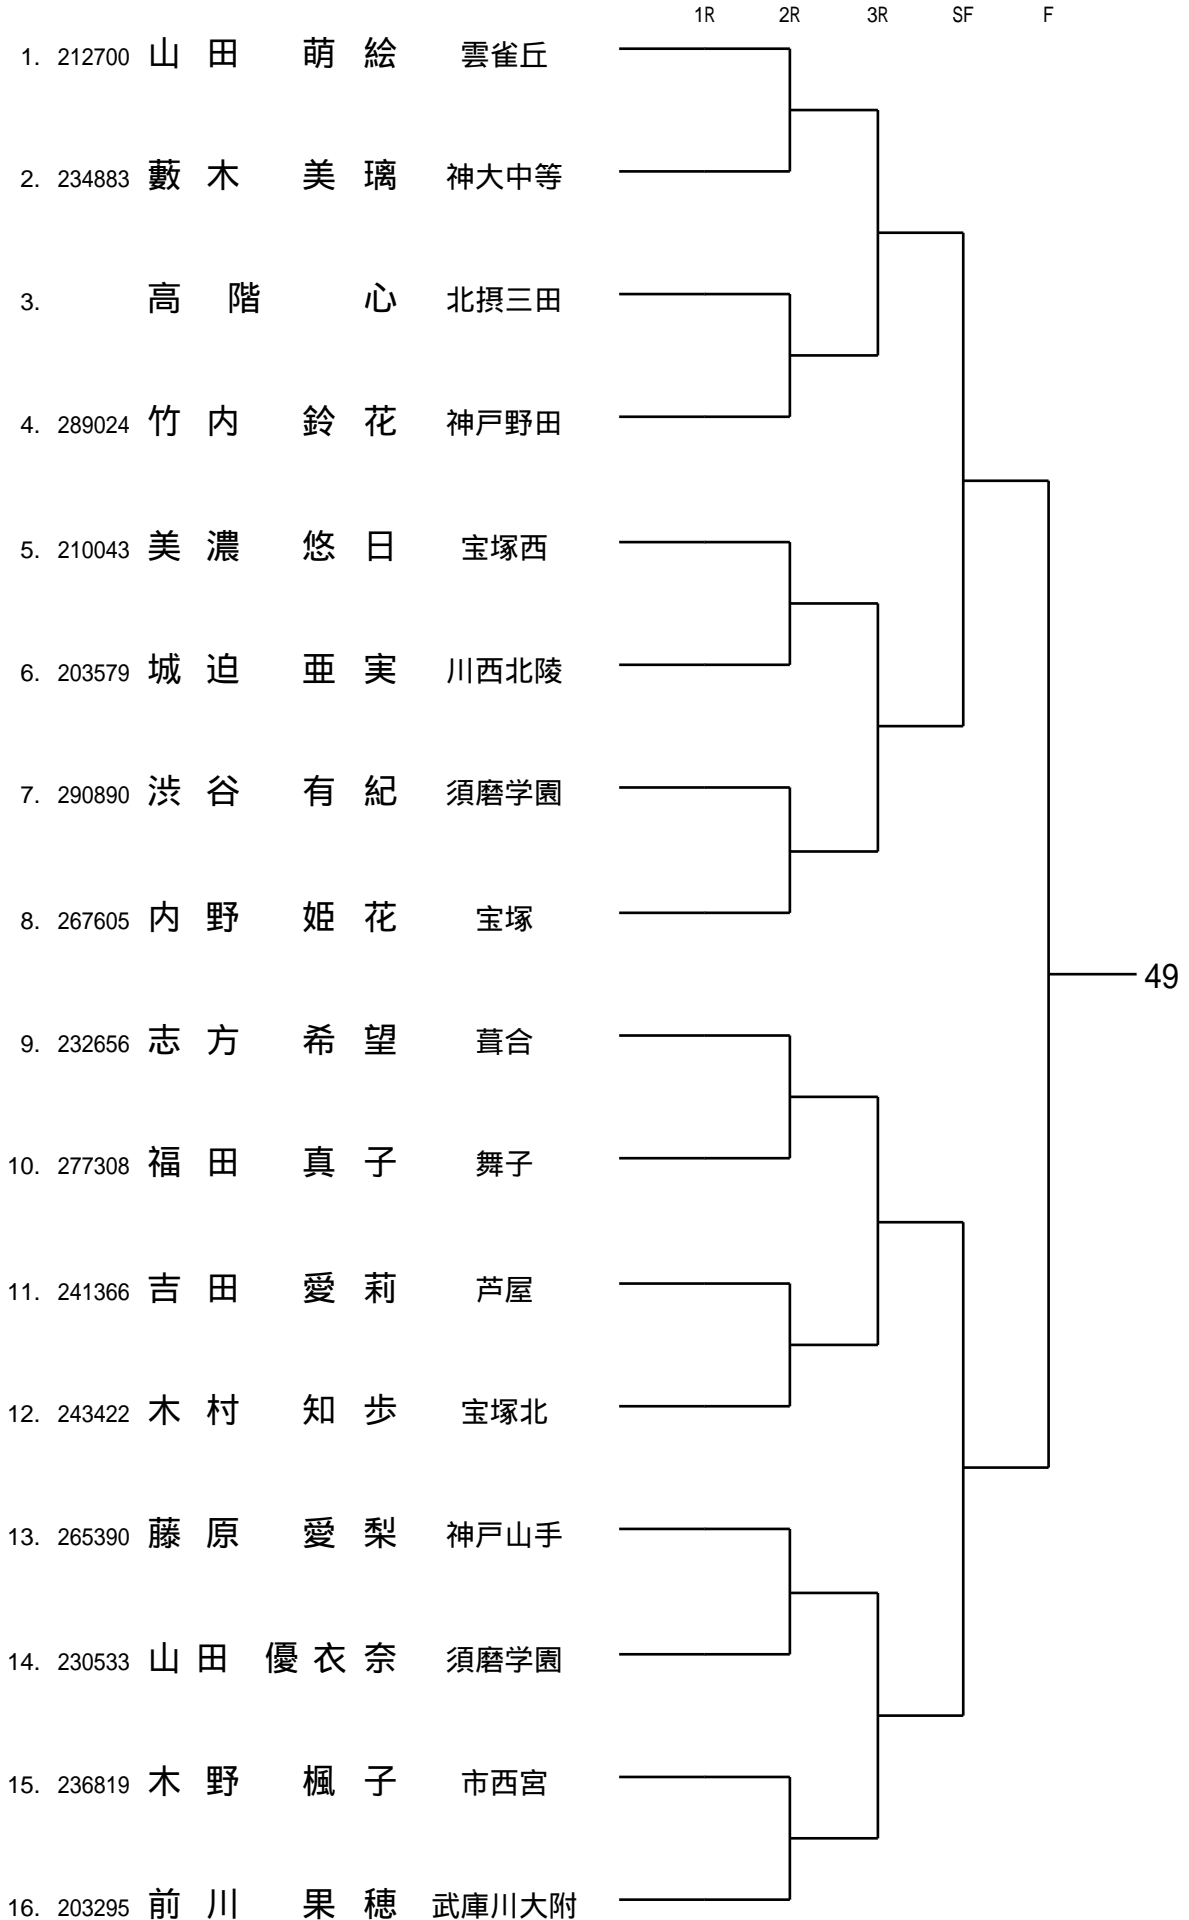 1R 2R 3R SF F
1. 212700 山田 萌絵 雲雀丘
2. 234883 藪木 美璃 神大中等
3. 高階 心 北摂三田
4. 289024 竹内 鈴花 神戸野田
5. 210043 美濃 悠日 宝塚西
6. 203579 城迫 亜実 川西北陵
7. 290890 渋谷 有紀 須磨学園
8. 267605 内野 姫花 宝塚
49
9. 232656 志方 希望 葺合
10. 277308 福田 真子 舞子
11. 241366 吉田 愛莉 芦屋
12. 243422 木村 知歩 宝塚北
13. 265390 藤原 愛梨 神戸山手
14. 230533 山田 優衣奈 須磨学園
15. 236819 木野 楓子 市西宮
16. 203295 前川 果穂 武庫川大附